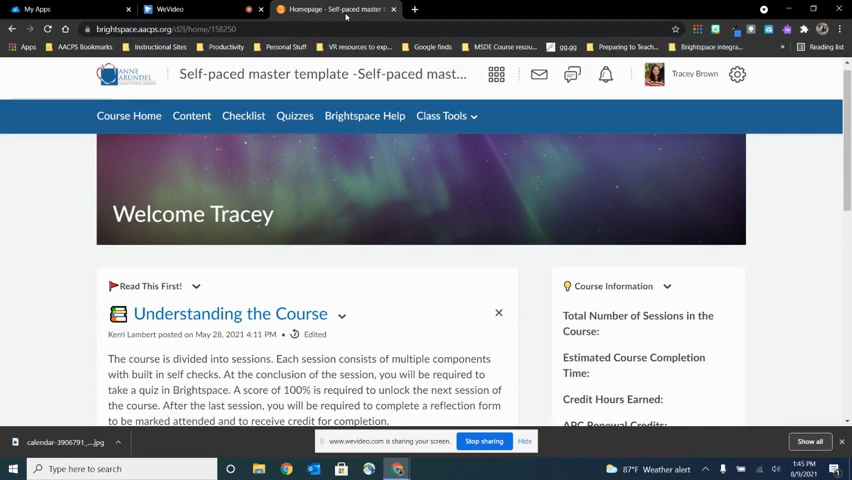 My Apps
WeVideo
Homepage - Self-paced master t
brightspace.aacps.org/d2l/home/158250
Apps
AACPS Bookmarks
Instructional Sites
Productivity
Personal Stuff
VR resources to exp...
Google finds
MSDE Course resou...
gg.gg
Preparing to Teach...
Brightspace integra...
Reading list
ANNE ARUNDEL
Self-paced master template -Self-paced mast...
Tracey Brown
Course Home
Content
Checklist
Quizzes
Brightspace Help
Class Tools
Welcome Tracey
Read This First!
Understanding the Course
Kerri Lambert posted on May 28, 2021 4:11 PM • Edited
The course is divided into sessions. Each session consists of multiple components
with built in self checks. At the conclusion of the session, you will be required to
take a quiz in Brightspace. A score of 100% is required to unlock the next session of
the course. After the last session, you will be required to complete a reflection form
to be marked attended and to receive credit for completion.
Course Information
Total Number of Sessions in the
Course:
Estimated Course Completion
Time:
Credit Hours Earned:
ARC Renewal Credits:
calendar-3906791_....jpg
www.wevideo.com is sharing your screen.
Stop sharing
Hide
Show all
Type here to search
87°F Weather alert
1:45 PM
8/9/2021